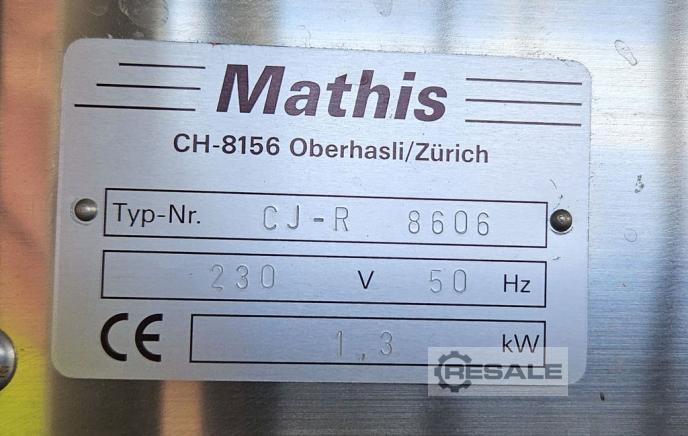 Mathis
CH-8156 Oberhasli/Zürich
Typ-Nr. CJ-R 8606
230 V 50 Hz
CE 1,3 kW
RESALE